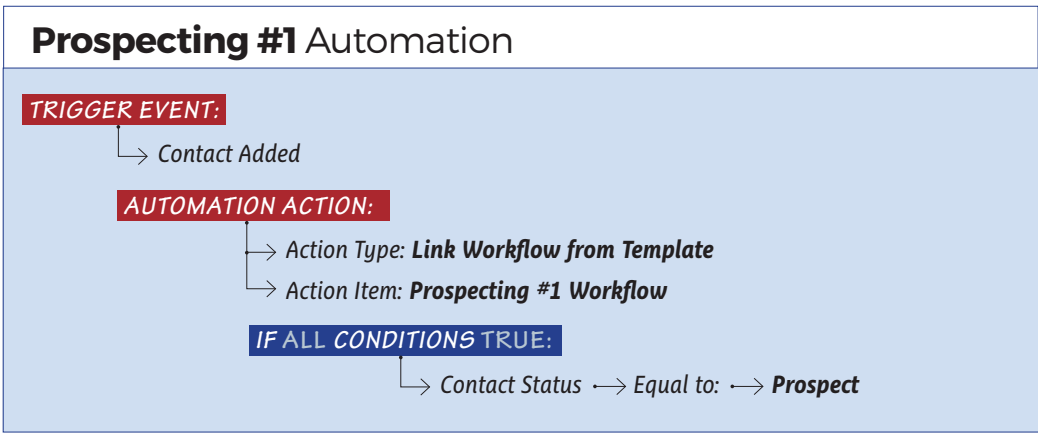 Prospecting #1 Automation
TRIGGER EVENT:
Contact Added
AUTOMATION ACTION:
Action Type: Link Workflow from Template
Action Item: Prospecting #1 Workflow
IF ALL CONDITIONS TRUE:
Contact Status Equal to: Prospect